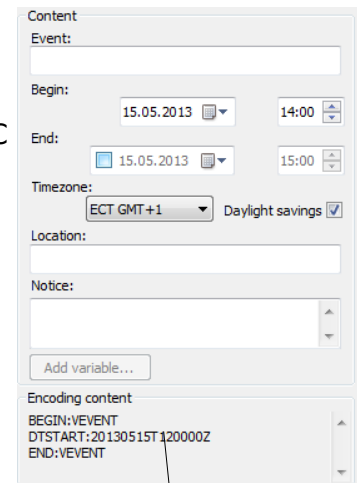 Content
Event:
Begin:
15.05.2013 14:00
C
End:
15.05.2013 15:00
Timezone:
ECT GMT+1 Daylight savings
Location:
Notice:
Add variable...
Encoding content
BEGIN:VEVENT
DTSTART:20130515T120000Z
END:VEVENT